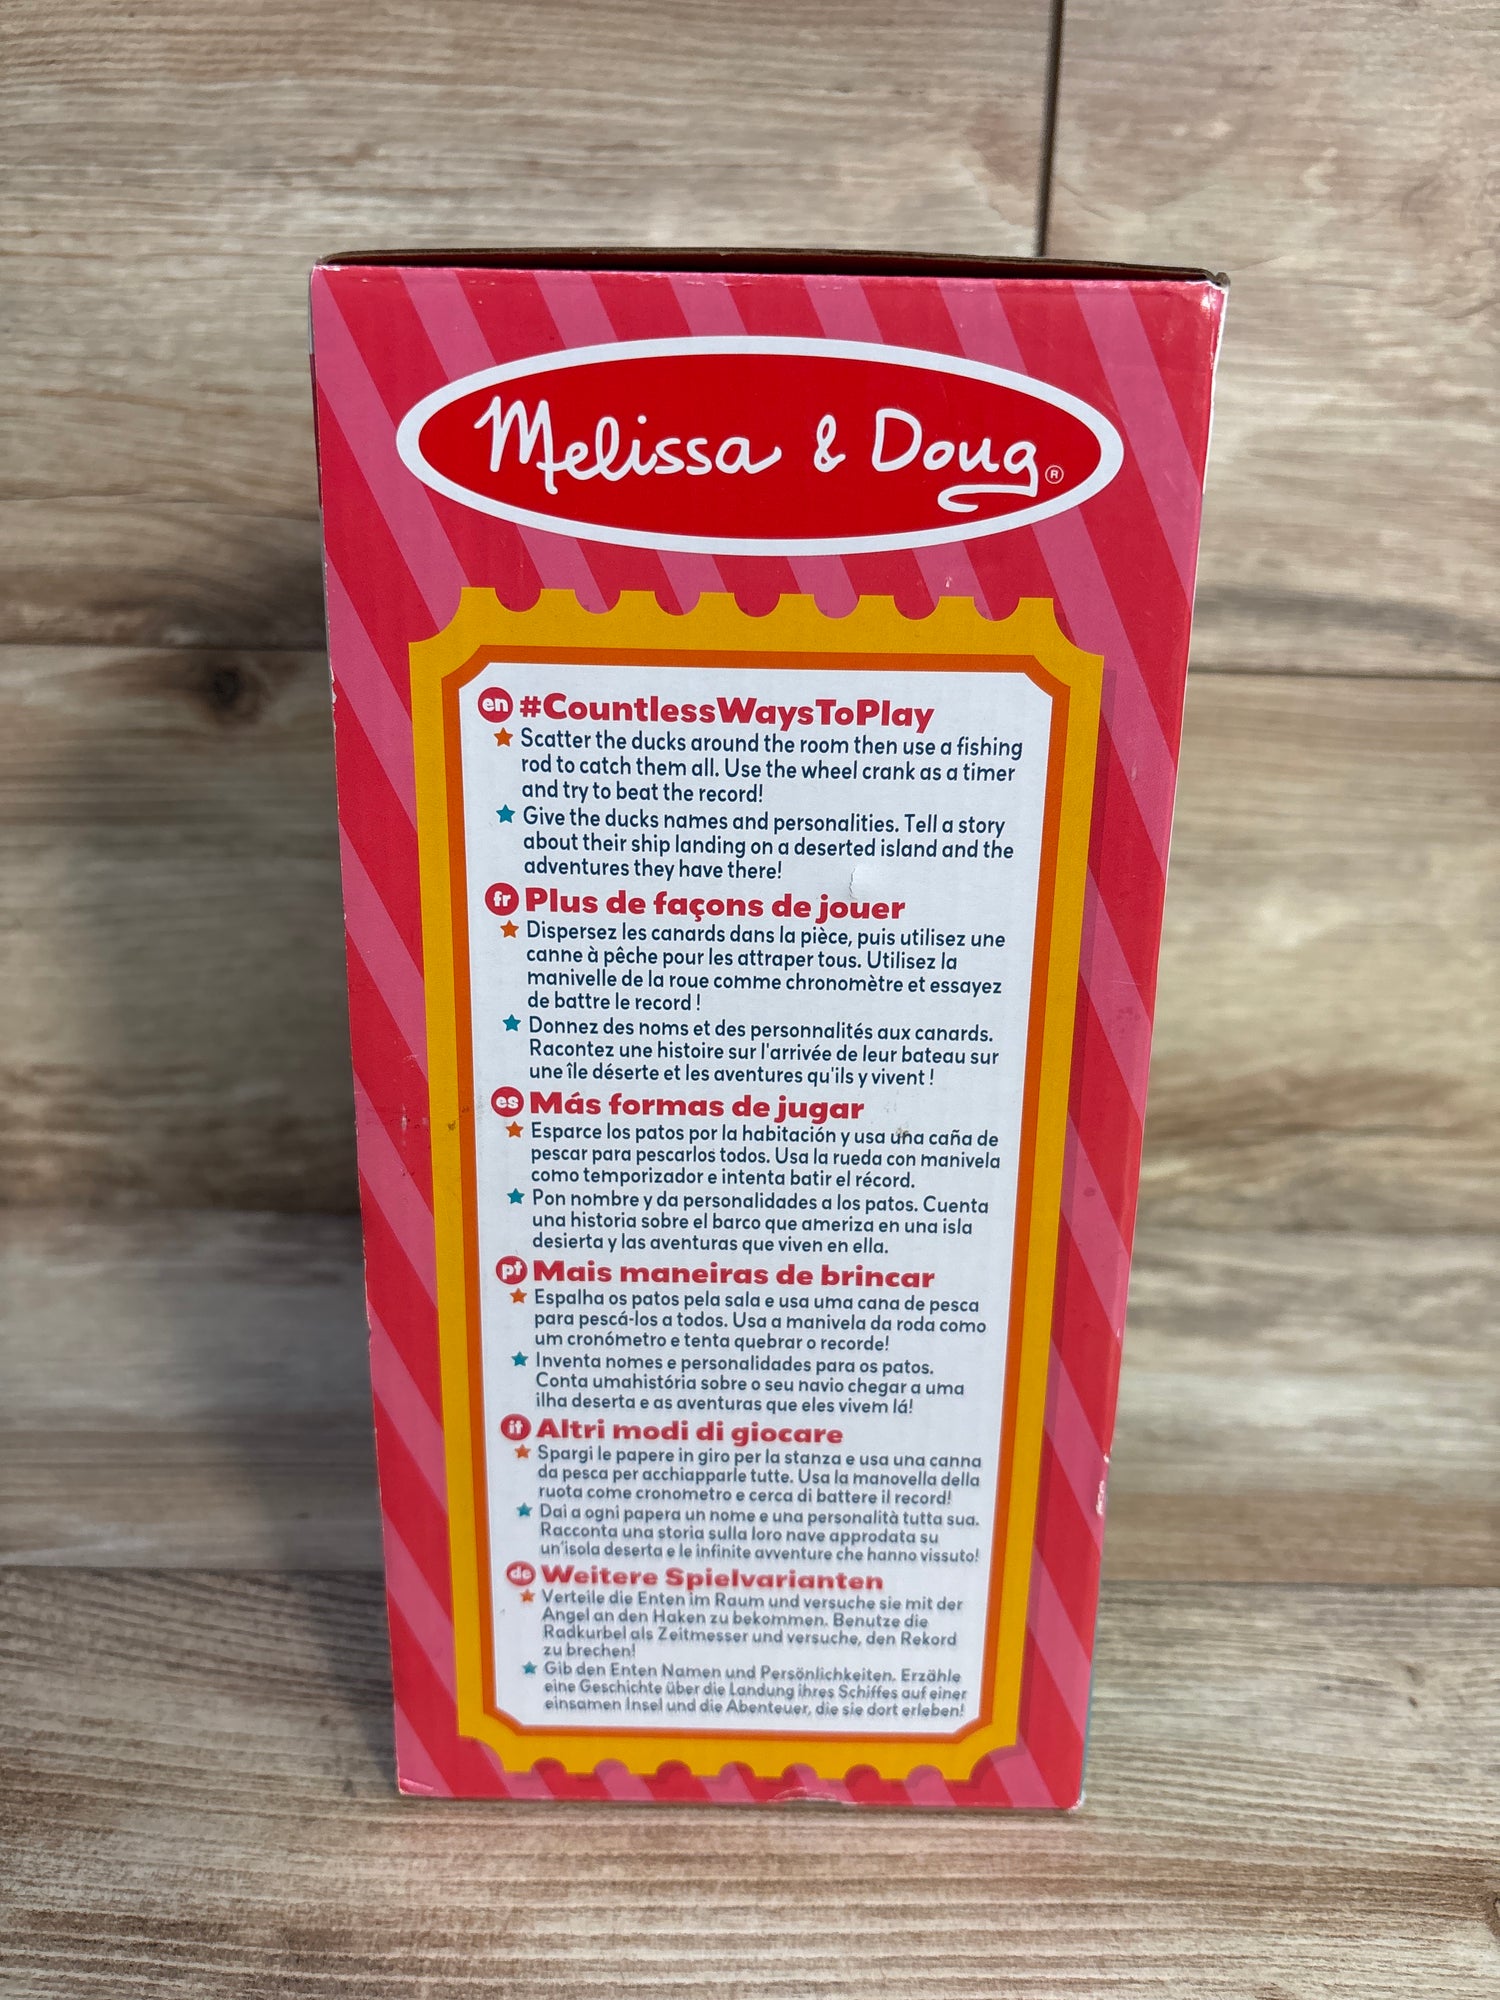 Melissa & Doug®
en #CountlessWaysToPlay
Scatter the ducks around the room then use a fishing
rod to catch them all. Use the wheel crank as a timer
and try to beat the record!
Give the ducks names and personalities. Tell a story
about their ship landing on a deserted island and the
adventures they have there!
fr Plus de façons de jouer
Dispersez les canards dans la pièce, puis utilisez une
canne à pêche pour les attraper tous. Utilisez la
manivelle de la roue comme chronomètre et essayez
de battre le record !
Donnez des noms et des personnalités aux canards.
Racontez une histoire sur l'arrivée de leur bateau sur
une île déserte et les aventures qu'ils y vivent !
es Más formas de jugar
Esparce los patos por la habitación y usa una caña de
pescar para pescarlos todos. Usa la rueda con manivela
como temporizador e intenta batir el récord.
Pon nombre y da personalidades a los patos. Cuenta
una historia sobre el barco que ameriza en una isla
desierta y las aventuras que viven en ella.
pt Mais maneiras de brincar
Espalha os patos pela sala e usa uma cana de pesca
para pescá-los a todos. Usa a manivela da roda como
um cronómetro e tenta quebrar o recorde!
Inventa nomes e personalidades para os patos.
Conta umahistória sobre o seu navio chegar a uma
ilha deserta e as aventuras que eles vivem lá!
it Altri modi di giocare
Spargi le papere in giro per la stanza e usa una canna
da pesca per acchiapparle tutte. Usa la manovella della
ruota come cronometro e cerca di battere il record!
Dai a ogni papera un nome e una personalità tutta sua.
Racconta una storia sulla loro nave approdata su
un'isola deserta e le infinite avventure che hanno vissuto!
de Weitere Spielvarianten
Verteile die Enten im Raum und versuche sie mit der
Angel an den Haken zu bekommen. Benutze die
Radkurbel als Zeitmesser und versuche, den Rekord
zu brechen!
Gib den Enten Namen und Persönlichkeiten. Erzähle
eine Geschichte über die Landung ihres Schiffes auf einer
einsamen Insel und die Abenteuer, die sie dort erleben!